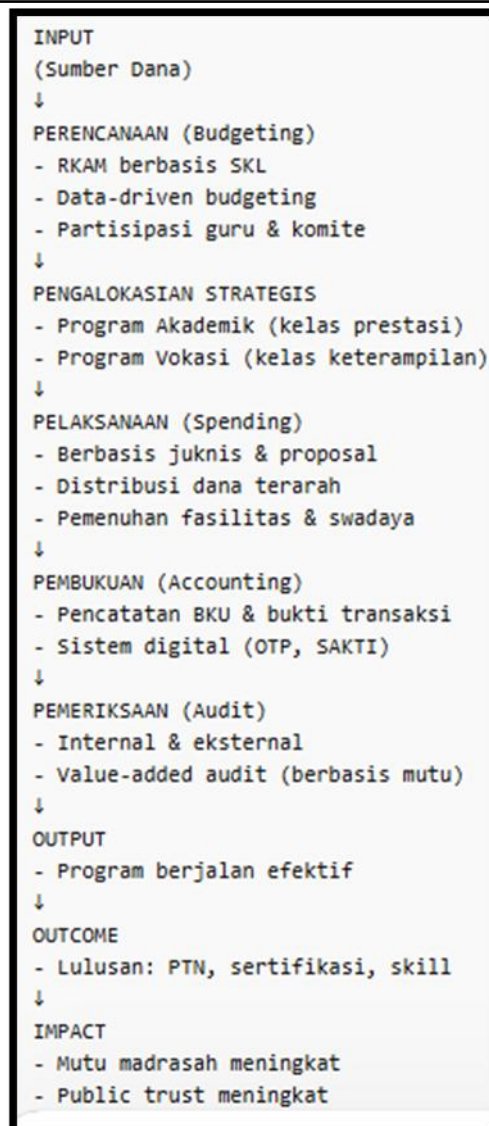 INPUT
(Sumber Dana)
↓
PERENCANAAN (Budgeting)
- RKAM berbasis SKL
- Data-driven budgeting
- Partisipasi guru & komite
↓
PENGALOKASIAN STRATEGIS
- Program Akademik (kelas prestasi)
- Program Vokasi (kelas keterampilan)
↓
PELAKSANAAN (Spending)
- Berbasis juknis & proposal
- Distribusi dana terarah
- Pemenuhan fasilitas & swadaya
↓
PEMBUKUAN (Accounting)
- Pencatatan BKU & bukti transaksi
- Sistem digital (OTP, SAKTI)
↓
PEMERIKSAAN (Audit)
- Internal & eksternal
- Value-added audit (berbasis mutu)
↓
OUTPUT
- Program berjalan efektif
↓
OUTCOME
- Lulusan: PTN, sertifikasi, skill
↓
IMPACT
- Mutu madrasah meningkat
- Public trust meningkat